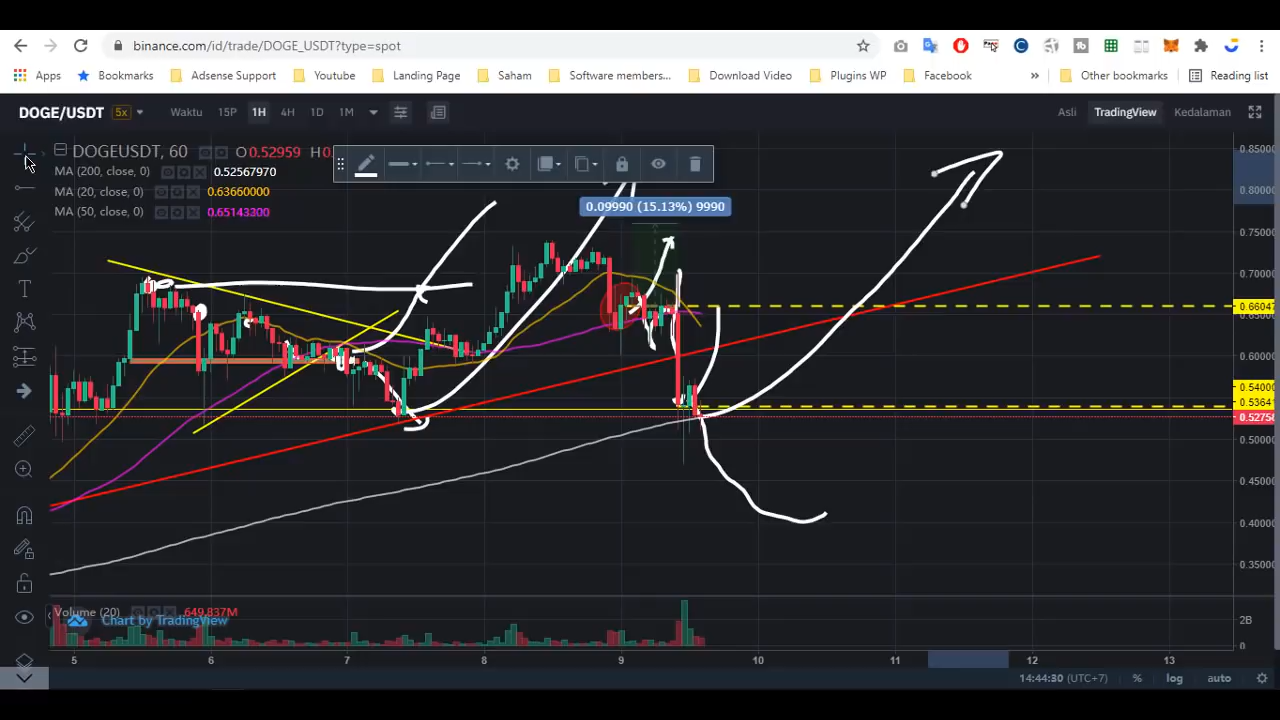 binance.com/id/trade/DOGE_USDT?type=spot
Apps Bookmarks Adsense Support Youtube Landing Page Saham Software members... Download Video Plugins WP Facebook » Other bookmarks Reading list
DOGE/USDT 5x Waktu 15P 1H 4H 1D 1M Asli TradingView Kedalaman
DOGEUSDT, 60 O0.52959 H0.
MA (200, close, 0) 0.52567970
MA (20, close, 0) 0.63660000
MA (50, close, 0) 0.65143200
0.09990 (15.13%) 9990
0.85000
0.80000
0.75000
0.70000
0.66047
0.60000
0.54000
0.53641
0.52756
0.50000
0.45000
0.40000
0.35000
Volume (20) 649.837M
Chart by TradingView
2B
0
5 6 7 8 9 10 11 12 13
14:44:30 (UTC+7) % log auto